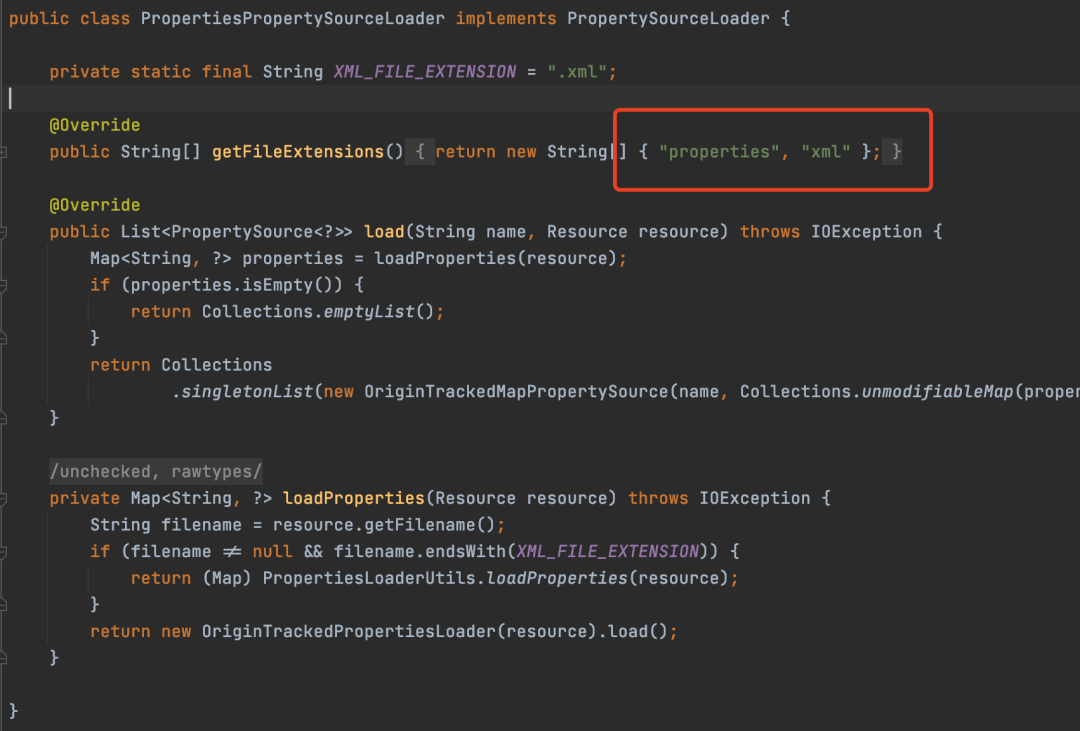 public class PropertiesPropertySourceLoader implements PropertySourceLoader {
private static final String XML_FILE_EXTENSION = ".xml";
@Override
public String[] getFileExtensions() { return new String[] { "properties", "xml" }; }
@Override
public List<PropertySource<?>> load(String name, Resource resource) throws IOException {
Map<String, ?> properties = loadProperties(resource);
if (properties.isEmpty()) {
return Collections.emptyList();
}
return Collections
.singletonList(new OriginTrackedMapPropertySource(name, Collections.unmodifiableMap(proper
}
/unchecked, rawtypes/
private Map<String, ?> loadProperties(Resource resource) throws IOException {
String filename = resource.getFilename();
if (filename ≠ null && filename.endsWith(XML_FILE_EXTENSION)) {
return (Map) PropertiesLoaderUtils.loadProperties(resource);
}
return new OriginTrackedPropertiesLoader(resource).load();
}
}